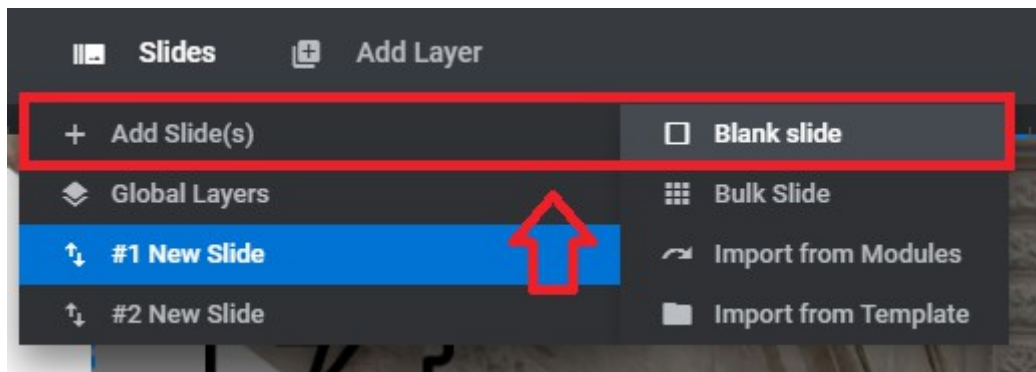 Slides Add Layer
Add Slide(s) Blank slide
Global Layers Bulk Slide
#1 New Slide Import from Modules
#2 New Slide Import from Template